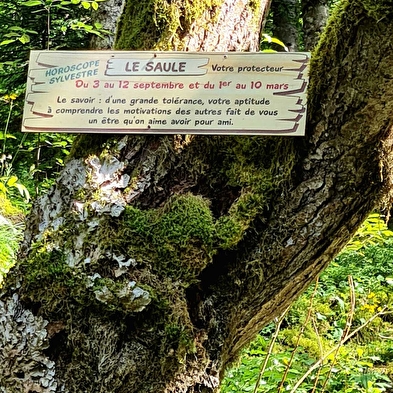 HOROSCOPE
SYLVESTRE
LE SAULE
Votre protecteur
Du 3 au 12 septembre et du 1er au 10 mars
Le savoir : d'une grande tolérance, votre aptitude
à comprendre les motivations des autres fait de vous
un être qu'on aime avoir pour ami.